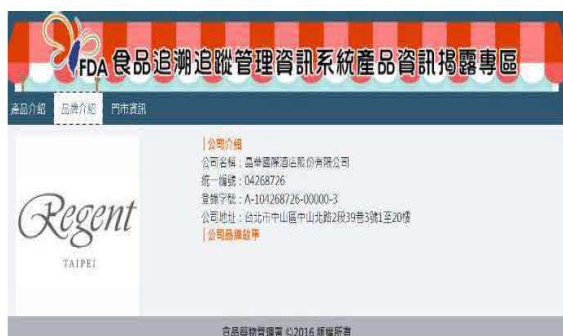 FDA 食品追溯追蹤管理資訊系統產品資訊揭露專區
產品介紹 品牌介紹 門市資訊
Regent
TAIPEI
|公司介紹
公司名稱：晶華國際酒店股份有限公司
統一編號：04268726
登錄字號：A-104268726-00000-3
公司地址：台北市中山區中山北路2段39巷3號1至20樓
|公司品牌故事
食品藥物管理署 ©2016 版權所有